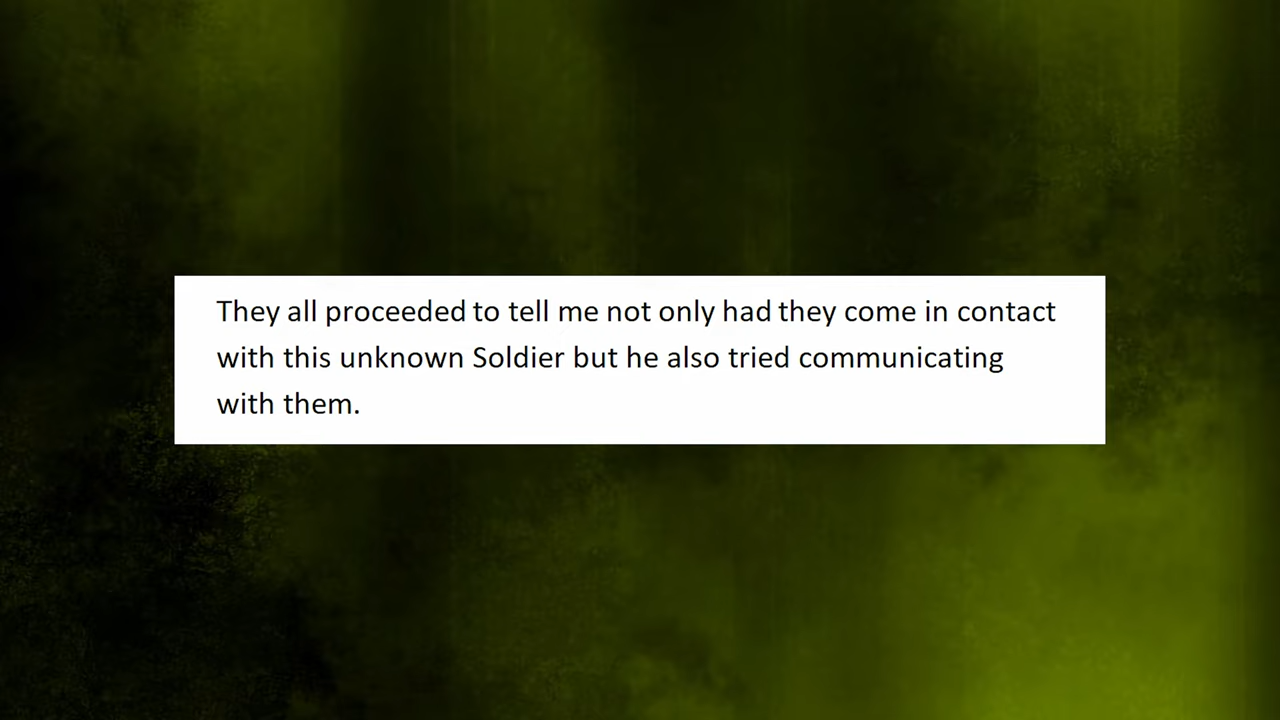 They all proceeded to tell me not only had they come in contact
with this unknown Soldier but he also tried communicating
with them.